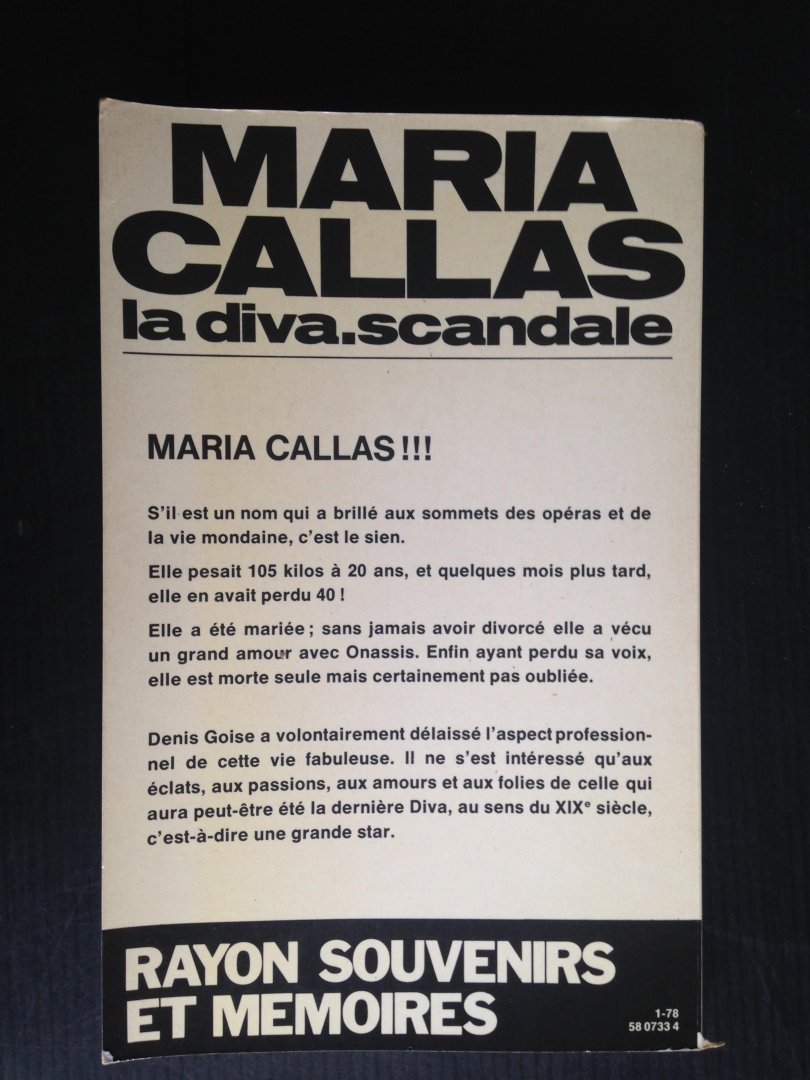 MARIA
CALLAS
la diva.scandale
MARIA CALLAS!!!
S'il est un nom qui a brillé aux sommets des opéras et de
la vie mondaine, c'est le sien.
Elle pesait 105 kilos à 20 ans, et quelques mois plus tard,
elle en avait perdu 40 !
Elle a été mariée ; sans jamais avoir divorcé elle a vécu
un grand amour avec Onassis. Enfin ayant perdu sa voix,
elle est morte seule mais certainement pas oubliée.
Denis Goise a volontairement délaissé l'aspect profession-
nel de cette vie fabuleuse. Il ne s'est intéressé qu'aux
éclats, aux passions, aux amours et aux folies de celle qui
aura peut-être été la dernière Diva, au sens du XIXe siècle,
c'est-à-dire une grande star.
RAYON SOUVENIRS
ET MEMOIRES
1-78
58 0733 4